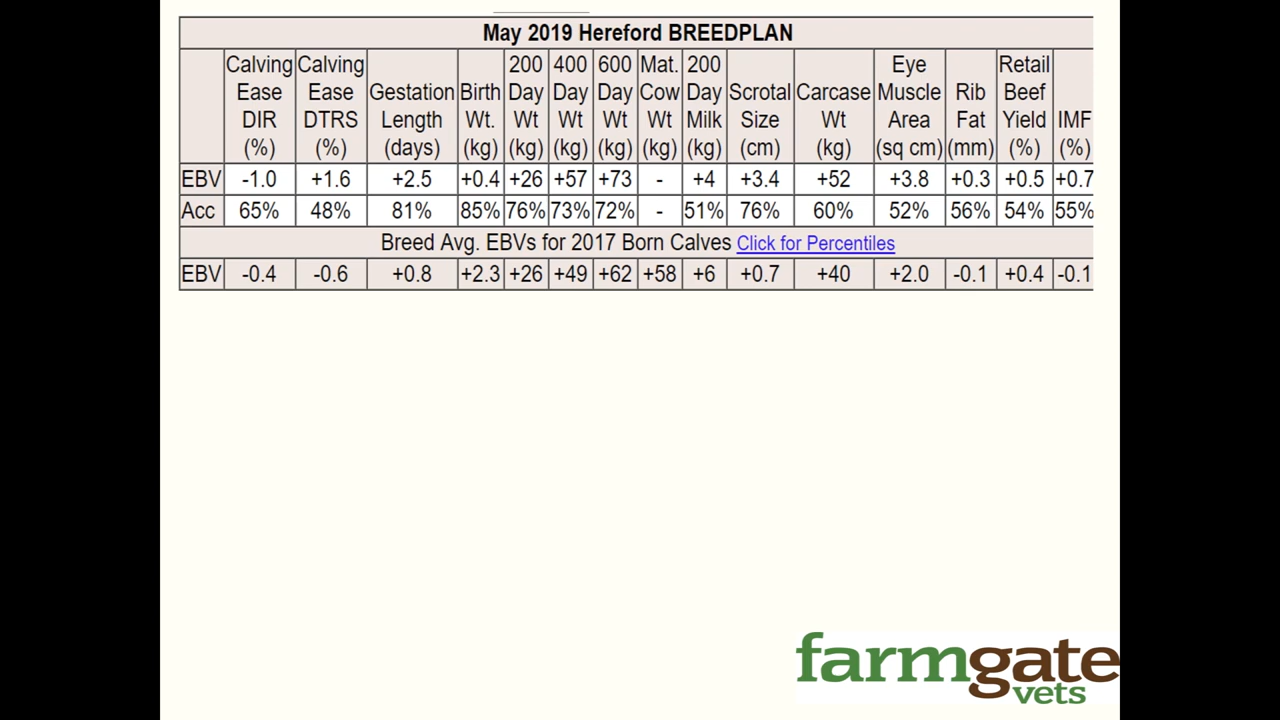 May 2019 Hereford BREEDPLAN
Calving Ease DIR (%) Calving Ease DTRS (%) Gestation Length (days) Birth Wt. (kg) 200 Day Wt (kg) 400 Day Wt (kg) 600 Day Wt (kg) Mat. Cow Wt (kg) 200 Day Milk (kg) Scrotal Size (cm) Carcase Wt (kg) Eye Muscle Area (sq cm) Rib Fat (mm) Retail Beef Yield (%) IMF (%)
EBV -1.0 +1.6 +2.5 +0.4 +26 +57 +73 - +4 +3.4 +52 +3.8 +0.3 +0.5 +0.7
Acc 65% 48% 81% 85% 76% 73% 72% - 51% 76% 60% 52% 56% 54% 55%
Breed Avg. EBVs for 2017 Born Calves Click for Percentiles
EBV -0.4 -0.6 +0.8 +2.3 +26 +49 +62 +58 +6 +0.7 +40 +2.0 -0.1 +0.4 -0.1
farmgate
vets